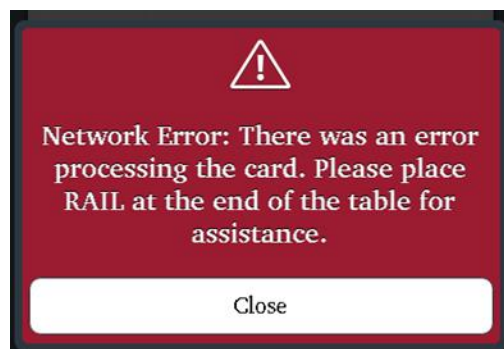 Network Error: There was an error
processing the card. Please place
RAIL at the end of the table for
assistance.
Close